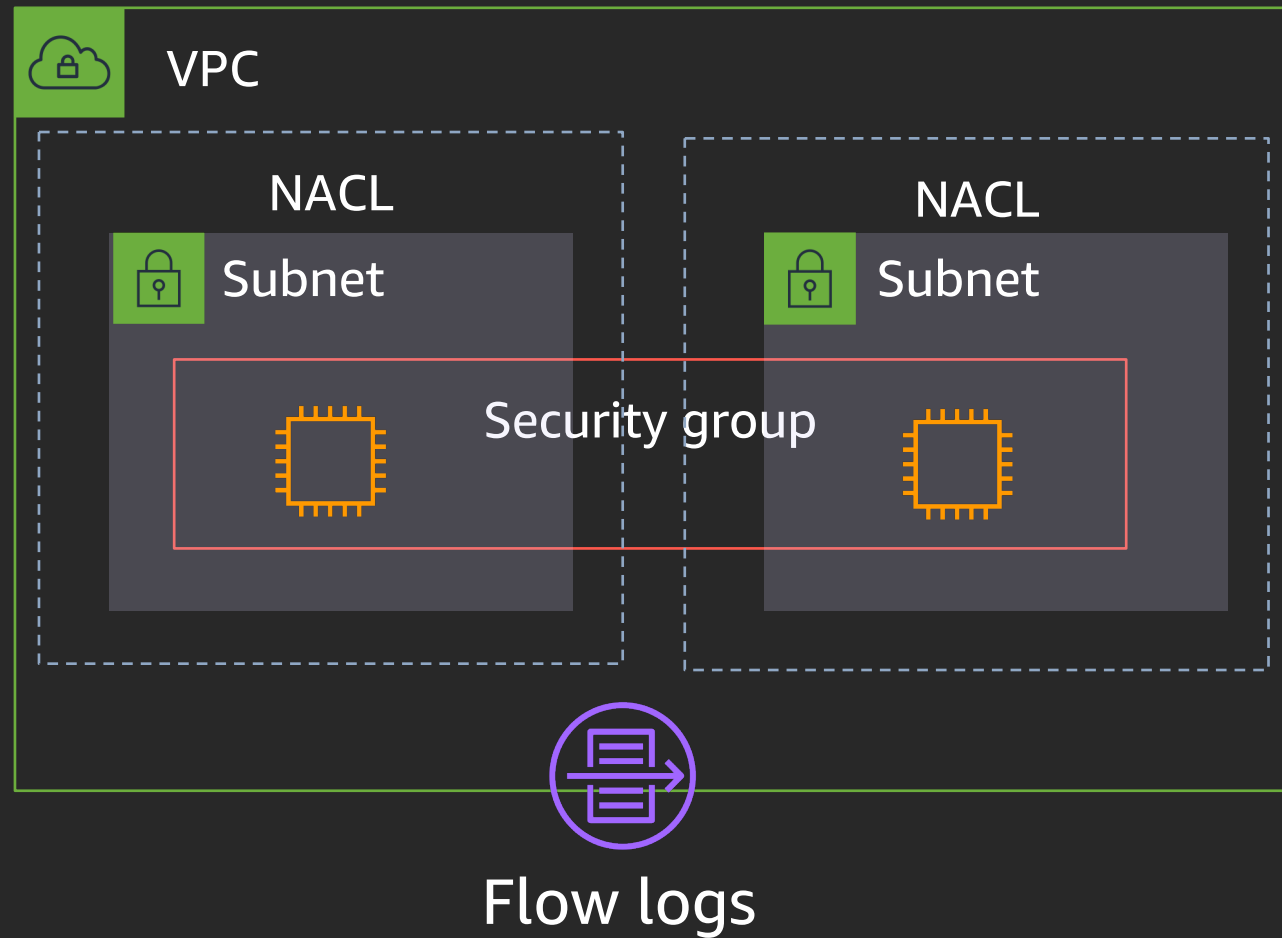 VPC
NACL
NACL
Subnet
Subnet
Security group
Flow logs